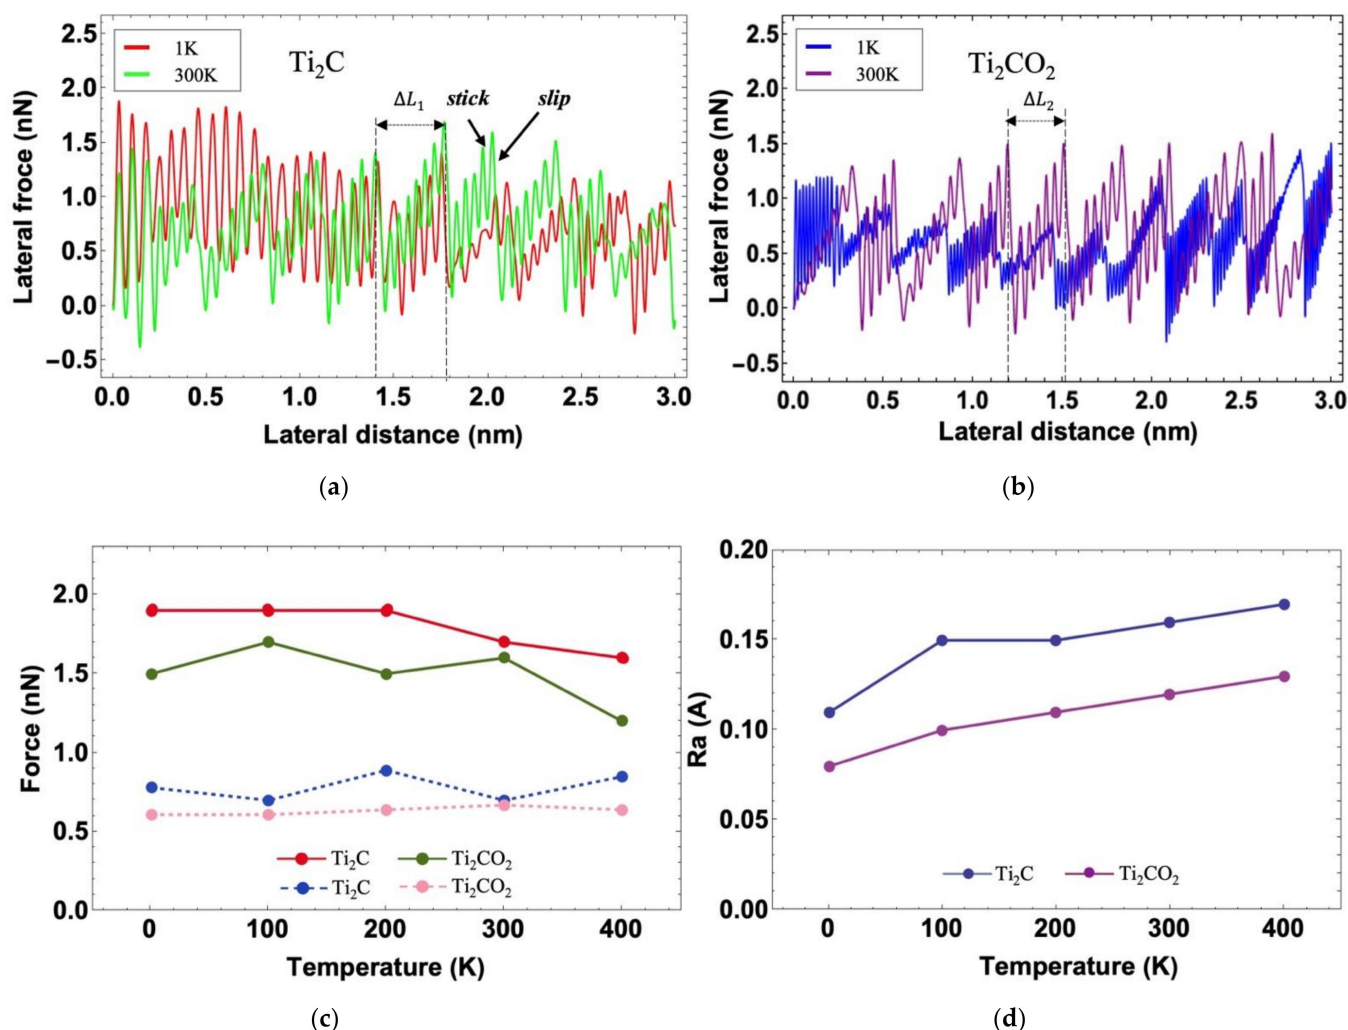 2.5
2.0
1.5
1.0
0.5
0.0
−0.5
Lateral froce (nN)
1K
300K
Ti₂C
ΔL₁
stick
slip
0.0 0.5 1.0 1.5 2.0 2.5 3.0
Lateral distance (nm)
(a)
2.5
2.0
1.5
1.0
0.5
0.0
−0.5
Lateral froce (nN)
1K
300K
Ti₂CO₂
ΔL₂
0.0 0.5 1.1 1.6 2.1 2.5 3.0
Lateral distance (nm)
(b)
2.0
1.5
1.0
0.5
0.0
Force (nN)
Ti₂C Ti₂CO₂
Ti₂C Ti₂CO₂
0 100 200 300 400
Temperature (K)
(c)
0.20
0.15
0.10
0.05
0.00
Ra (A)
Ti₂C Ti₂CO₂
0 100 200 300 400
Temperature (K)
(d)